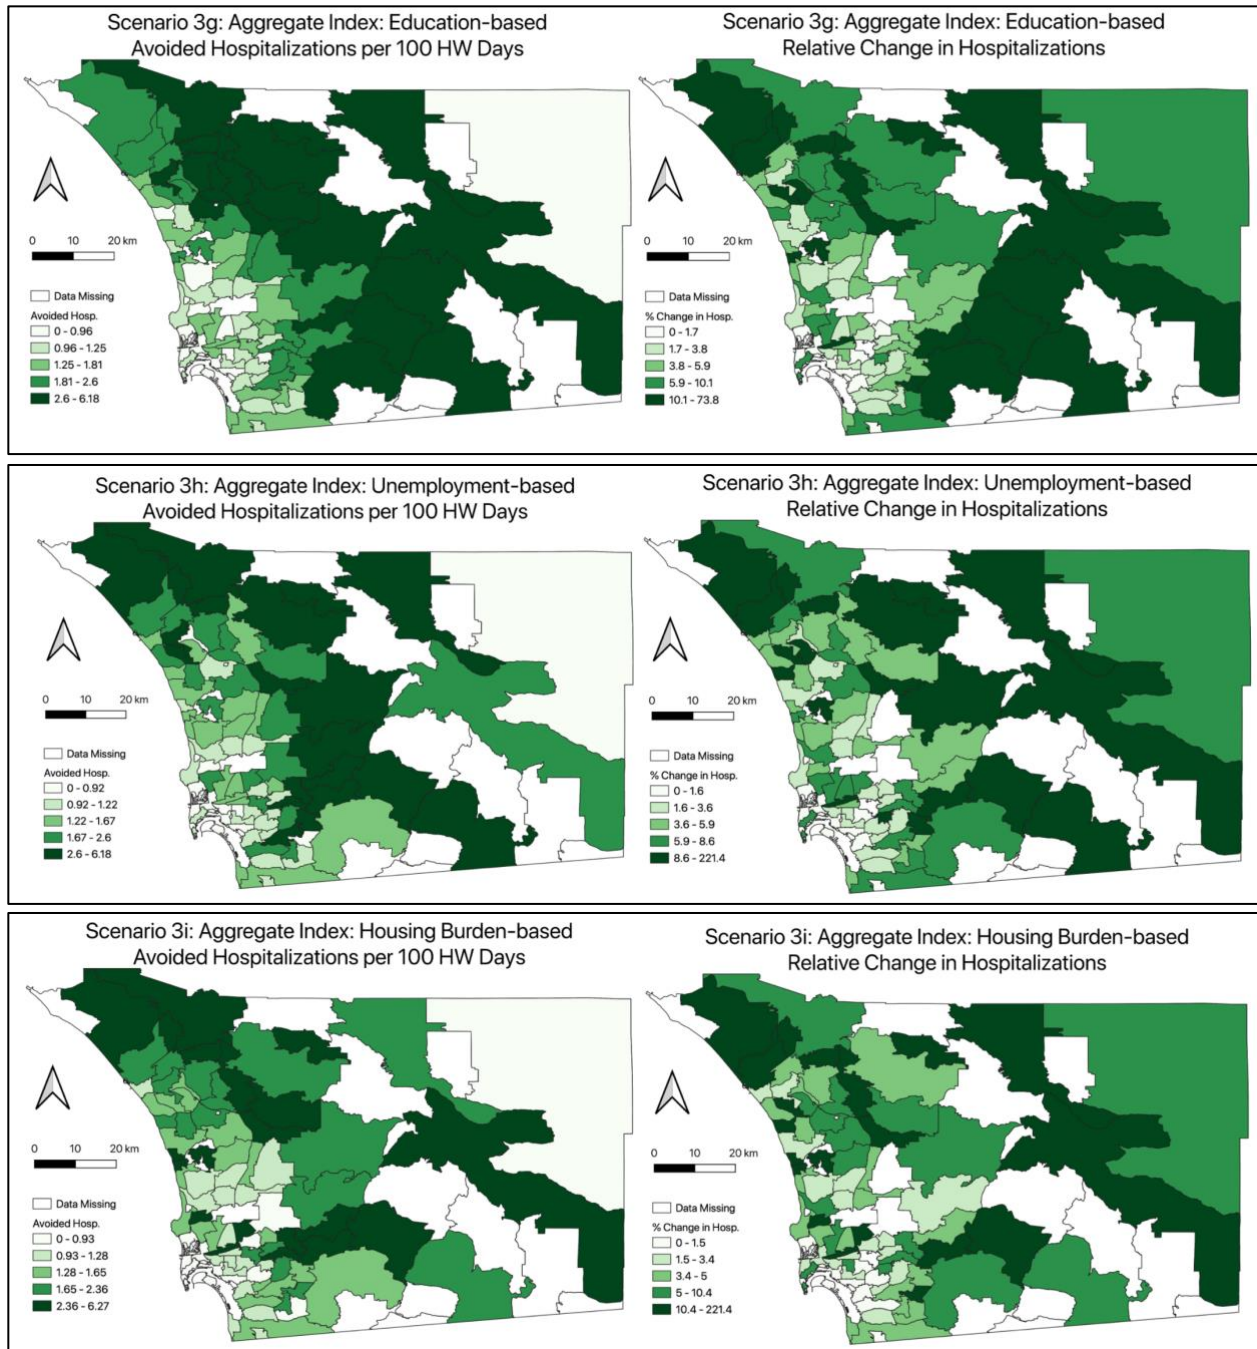 Scenario 3g: Aggregate Index: Education-based
Avoided Hospitalizations per 100 HW Days
0 10 20 km
Data Missing
Avoided Hosp.
0 - 0.96
0.96 - 1.25
1.25 - 1.81
1.81 - 2.6
2.6 - 6.18
Scenario 3g: Aggregate Index: Education-based
Relative Change in Hospitalizations
0 10 20 km
Data Missing
% Change in Hosp.
0 - 1.7
1.7 - 3.8
3.8 - 5.9
5.9 - 10.1
10.1 - 73.8
Scenario 3h: Aggregate Index: Unemployment-based
Avoided Hospitalizations per 100 HW Days
0 10 20 km
Data Missing
Avoided Hosp.
0 - 0.92
0.92 - 1.22
1.22 - 1.67
1.67 - 2.6
2.6 - 6.18
Scenario 3h: Aggregate Index: Unemployment-based
Relative Change in Hospitalizations
0 10 20 km
Data Missing
% Change in Hosp.
0 - 1.6
1.6 - 3.6
3.6 - 5.9
5.9 - 8.6
8.6 - 221.4
Scenario 3i: Aggregate Index: Housing Burden-based
Avoided Hospitalizations per 100 HW Days
0 10 20 km
Data Missing
Avoided Hosp.
0 - 0.93
0.93 - 1.28
1.28 - 1.65
1.65 - 2.36
2.36 - 6.27
Scenario 3i: Aggregate Index: Housing Burden-based
Relative Change in Hospitalizations
0 10 20 km
Data Missing
% Change in Hosp.
0 - 1.5
1.5 - 3.4
3.4 - 5
5 - 10.4
10.4 - 221.4